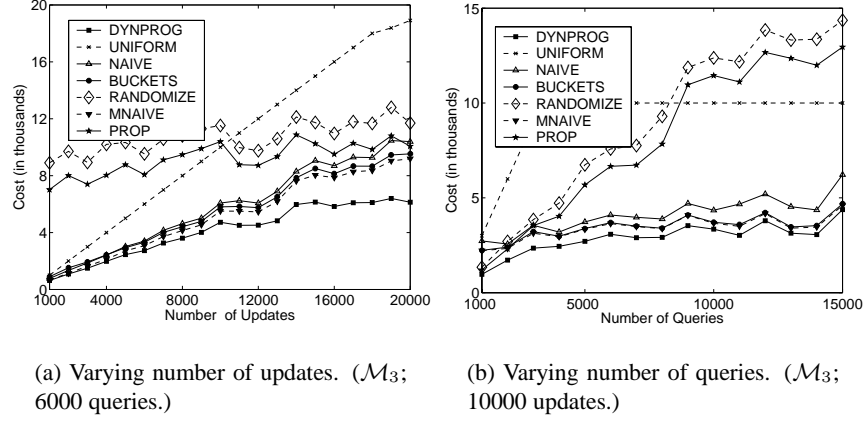 20
16
12
8
4
0
Cost (in thousands)
DYNPROG
UNIFORM
NAIVE
BUCKETS
RANDOMIZE
MNAIVE
PROP
1000 4000 8000 12000 16000 20000
Number of Updates
15
10
5
0
Cost (in thousands)
DYNPROG
UNIFORM
NAIVE
BUCKETS
RANDOMIZE
MNAIVE
PROP
1000 5000 10000 15000
Number of Queries
(a) Varying number of updates. (M₃;
6000 queries.)
(b) Varying number of queries. (M₃;
10000 updates.)